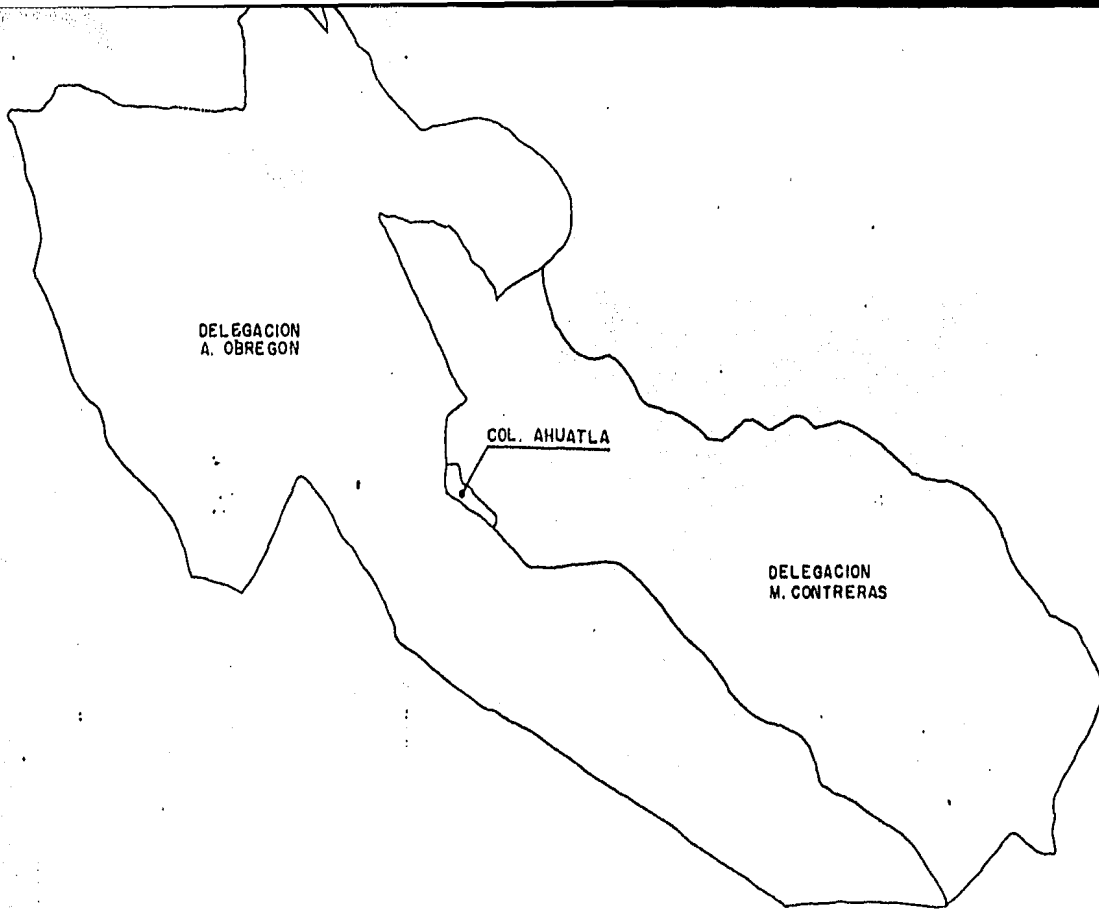 DELEGACION
A. OBREGON
COL. AHUATLA
DELEGACION
M. CONTRERAS